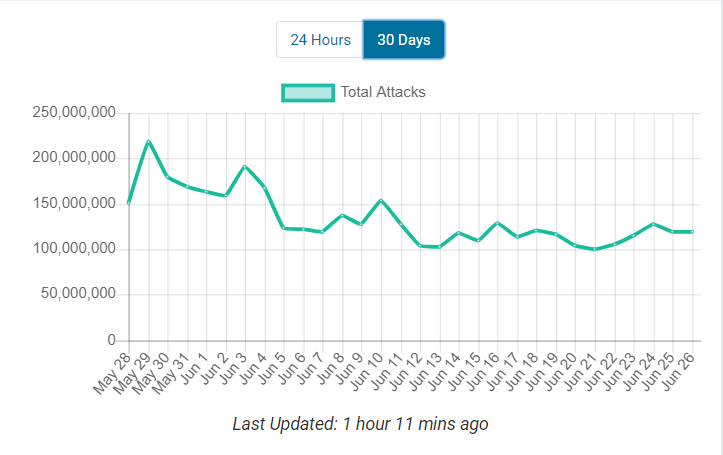 24 Hours 30 Days
Total Attacks
250,000,000
200,000,000
150,000,000
100,000,000
50,000,000
0
May 28 May 29 May 30 May 31 Jun 1 Jun 2 Jun 3 Jun 4 Jun 5 Jun 6 Jun 7 Jun 8 Jun 9 Jun 10 Jun 11 Jun 12 Jun 13 Jun 14 Jun 15 Jun 16 Jun 17 Jun 18 Jun 19 Jun 20 Jun 21 Jun 22 Jun 23 Jun 24 Jun 25 Jun 26
Last Updated: 1 hour 11 mins ago